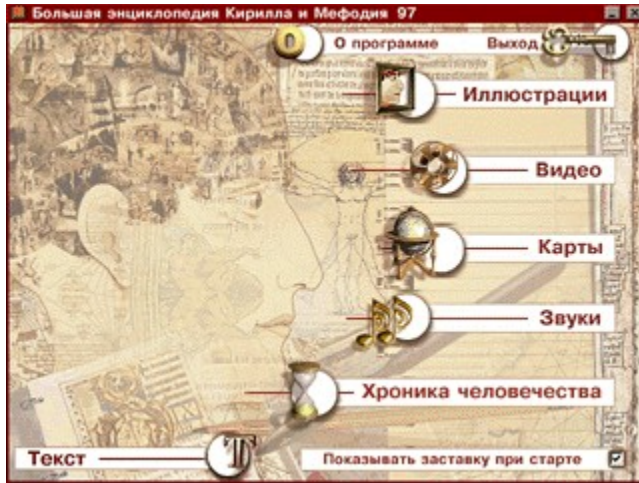 Большая энциклопедия Кирилла и Мефодия 97
О программе
Выход
Иллюстрации
Видео
Карты
Звуки
Хроника человечества
Текст
Показывать заставку при старте